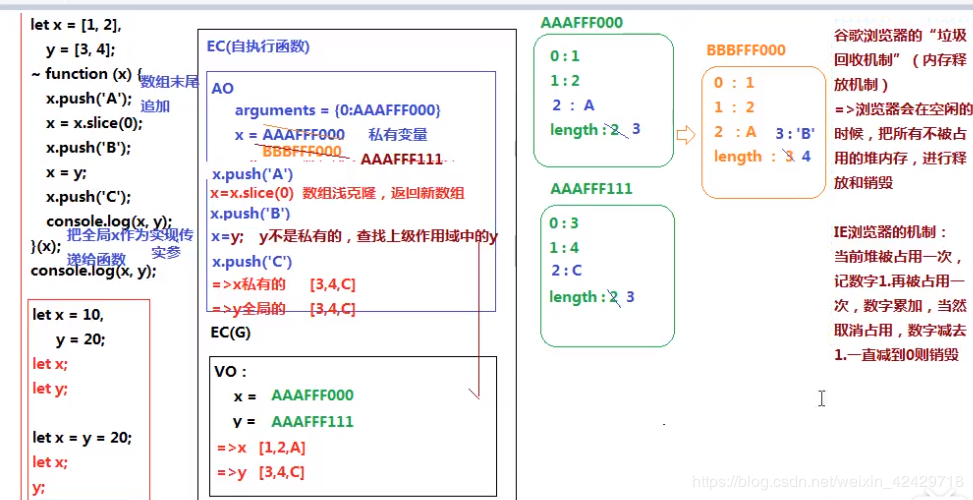 let x = [1, 2],
y = [3, 4];
~ function (x) {
x.push('A');
x = x.slice(0);
x.push('B');
x = y;
x.push('C');
console.log(x, y);
}(x);
console.log(x, y);
数组末尾
追加
把全局x作为实现传
实参
递给函数
let x = 10,
y = 20;
let x;
let y;
let x = y = 20;
let x;
y;
EC(自执行函数)
AO
arguments = {0:AAAFFF000}
x = AAAFFF000 私有变量
BBBFFF000
AAAFFF111
x.push('A')
x=x.slice(0) 数组浅克隆，返回新数组
x.push('B')
x=y; y不是私有的，查找上级作用域中的y
x.push('C')
=>x私有的 [3,4,C]
=>y全局的 [3,4,C]
EC(G)
VO：
x = AAAFFF000
y = AAAFFF111
=>x [1,2,A]
=>y [3,4,C]
AAAFFF000
0 : 1
1 : 2
2 : A
length : 2 3
BBBFFF000
0 : 1
1 : 2
2 : A 3 : 'B'
length : 3 4
AAAFFF111
0 : 3
1 : 4
2 : C
length : 2 3
谷歌浏览器的“垃圾
回收机制”（内存释
放机制）
=>浏览器会在空闲的
时候，把所有不被占
用的堆内存，进行释
放和销毁
IE浏览器的机制：
当前堆被占用一次，
记数字1.再被占用一
次，数字累加，当然
取消占用，数字减去
1.一直减到0则销毁
https://blog.csdn.net/weixin_42429718